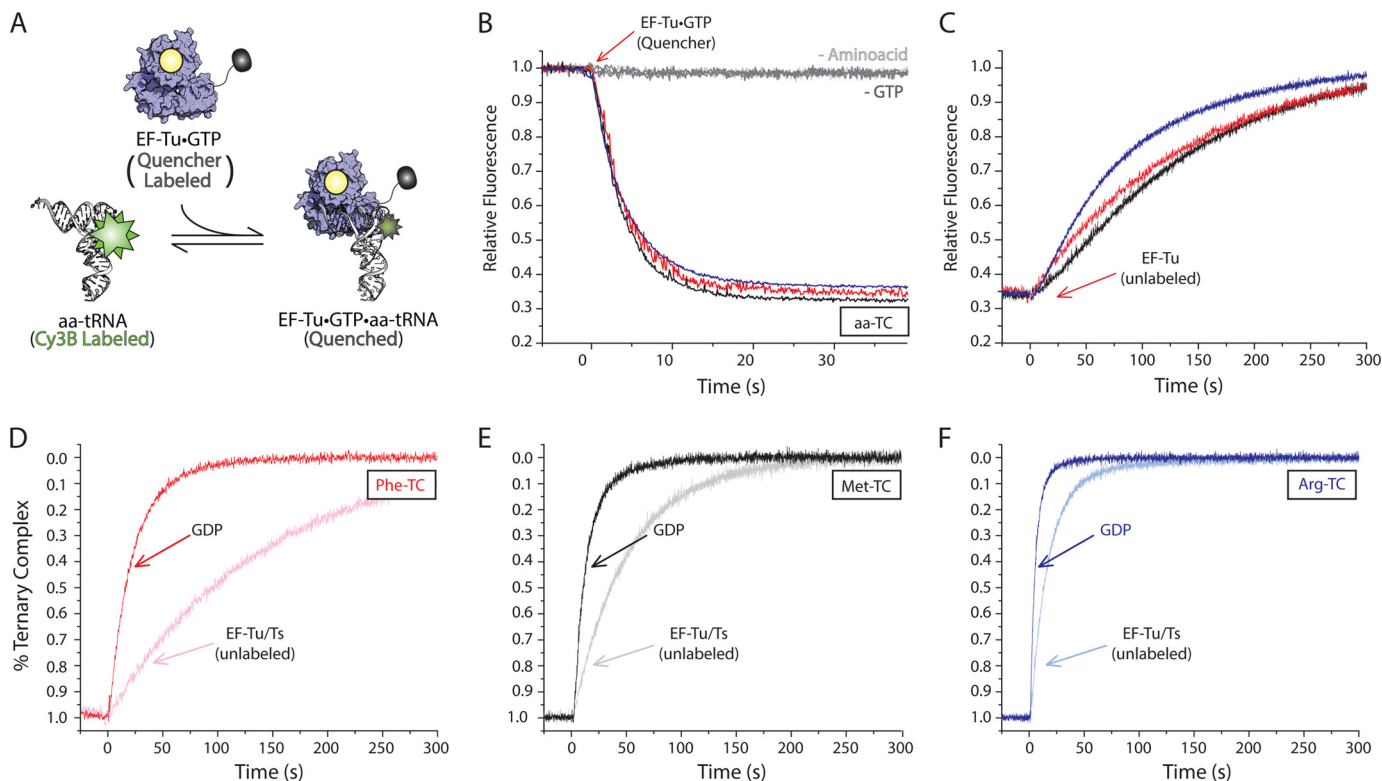 A
EF-Tu•GTP
(Quencher
Labeled)
aa-tRNA
(Cy3B Labeled)
EF-Tu•GTP•aa-tRNA
(Quenched)
B
EF-Tu•GTP
(Quencher)
- Aminoacid
- GTP
aa-TC
Relative Fluorescence
1.0
0.9
0.8
0.7
0.6
0.5
0.4
0.3
0.2
0
10
20
30
Time (s)
C
Relative Fluorescence
1.0
0.9
0.8
0.7
0.6
0.5
0.4
0.3
0.2
EF-Tu
(unlabeled)
0
50
100
150
200
250
300
Time (s)
D
% Ternary Complex
0.0
0.1
0.2
0.3
0.4
0.5
0.6
0.7
0.8
0.9
1.0
Phe-TC
GDP
EF-Tu/Ts
(unlabeled)
0
50
100
150
200
250
300
Time (s)
E
0.0
0.1
0.2
0.3
0.4
0.5
0.6
0.7
0.8
0.9
1.0
Met-TC
GDP
EF-Tu/Ts
(unlabeled)
0
50
100
150
200
250
300
Time (s)
F
0.0
0.1
0.2
0.3
0.4
0.5
0.6
0.7
0.8
0.9
1.0
Arg-TC
GDP
EF-Tu/Ts
(unlabeled)
0
50
100
150
200
250
300
Time (s)